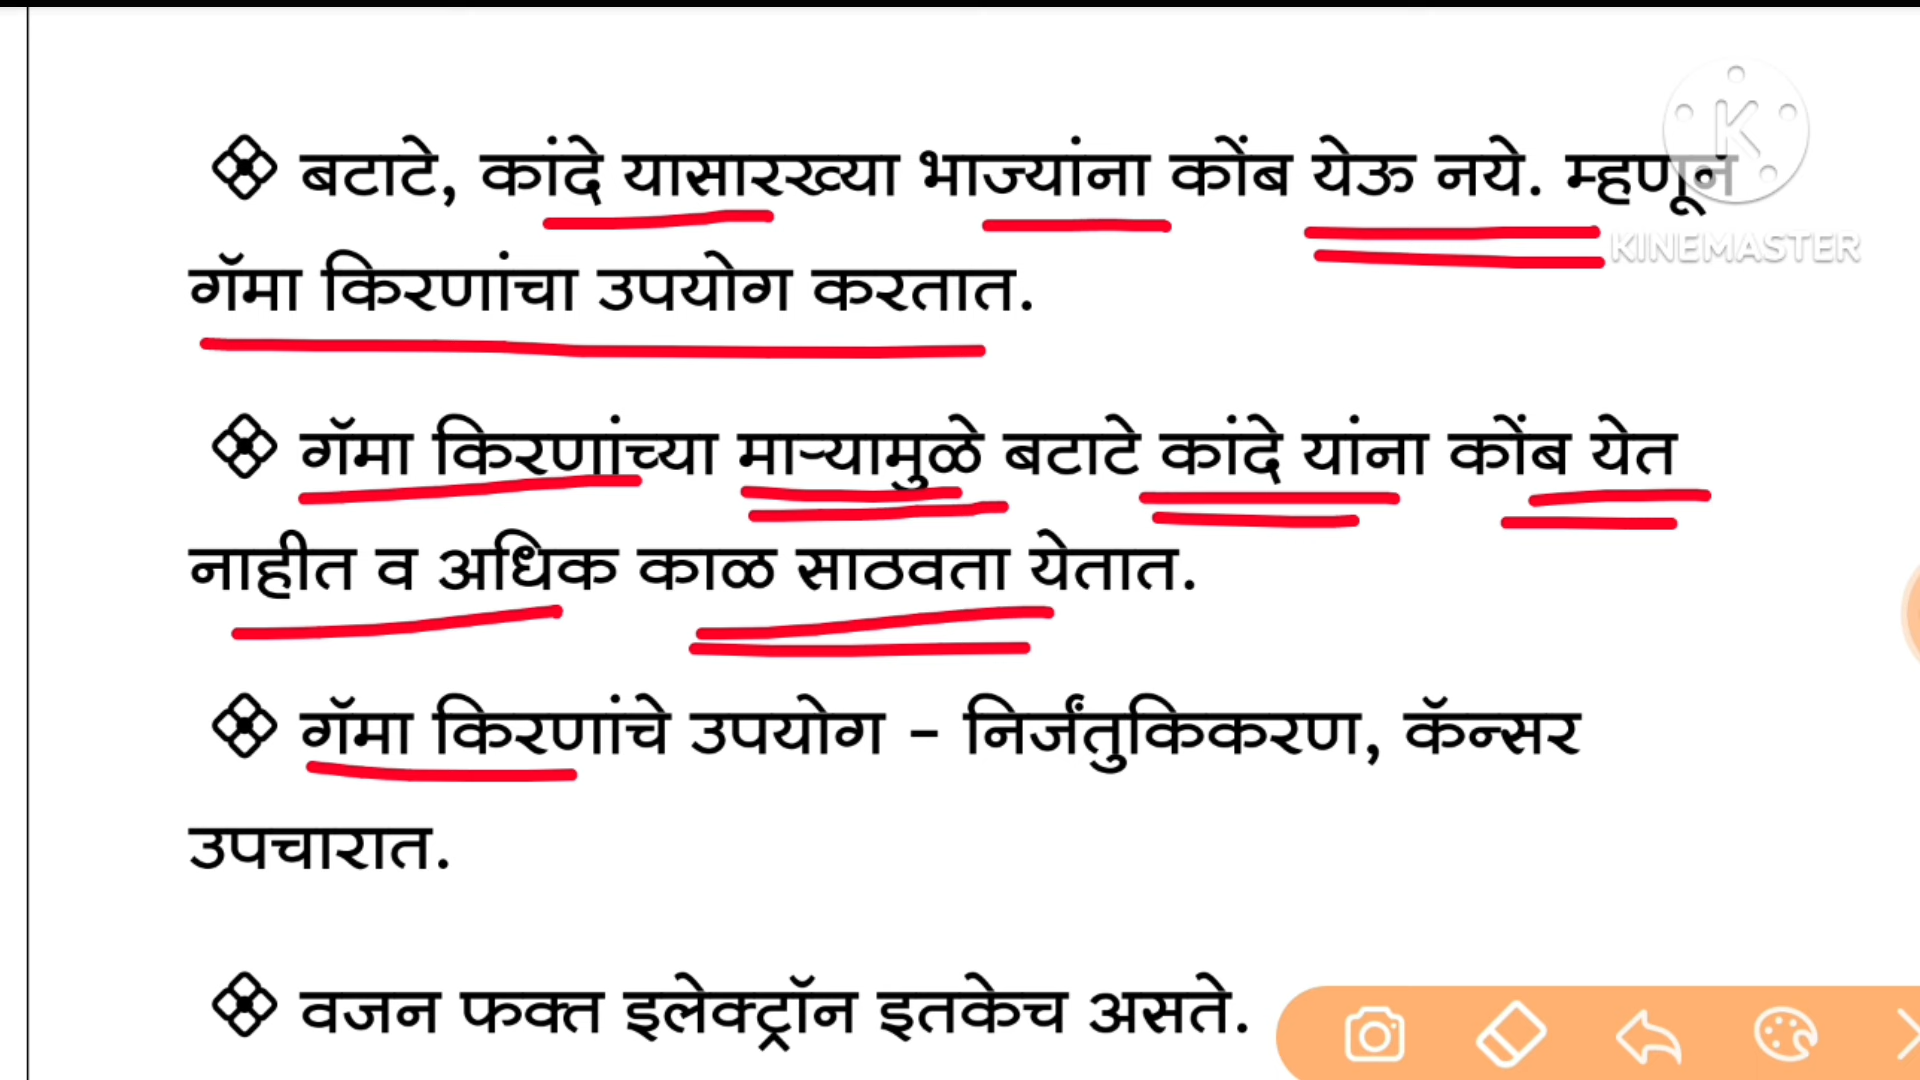 बटाटे, कांदे यासारख्या भाज्यांना कोंब येऊ नये. म्हणून
KINEMASTER
गॅमा किरणांचा उपयोग करतात.
गॅमा किरणांच्या माऱ्यामुळे बटाटे कांदे यांना कोंब येत
नाहीत व अधिक काळ साठवता येतात.
गॅमा किरणांचे उपयोग – निर्जंतुकिकरण, कॅन्सर
उपचारात.
वजन फक्त इलेक्ट्रॉन इतकेच असते.